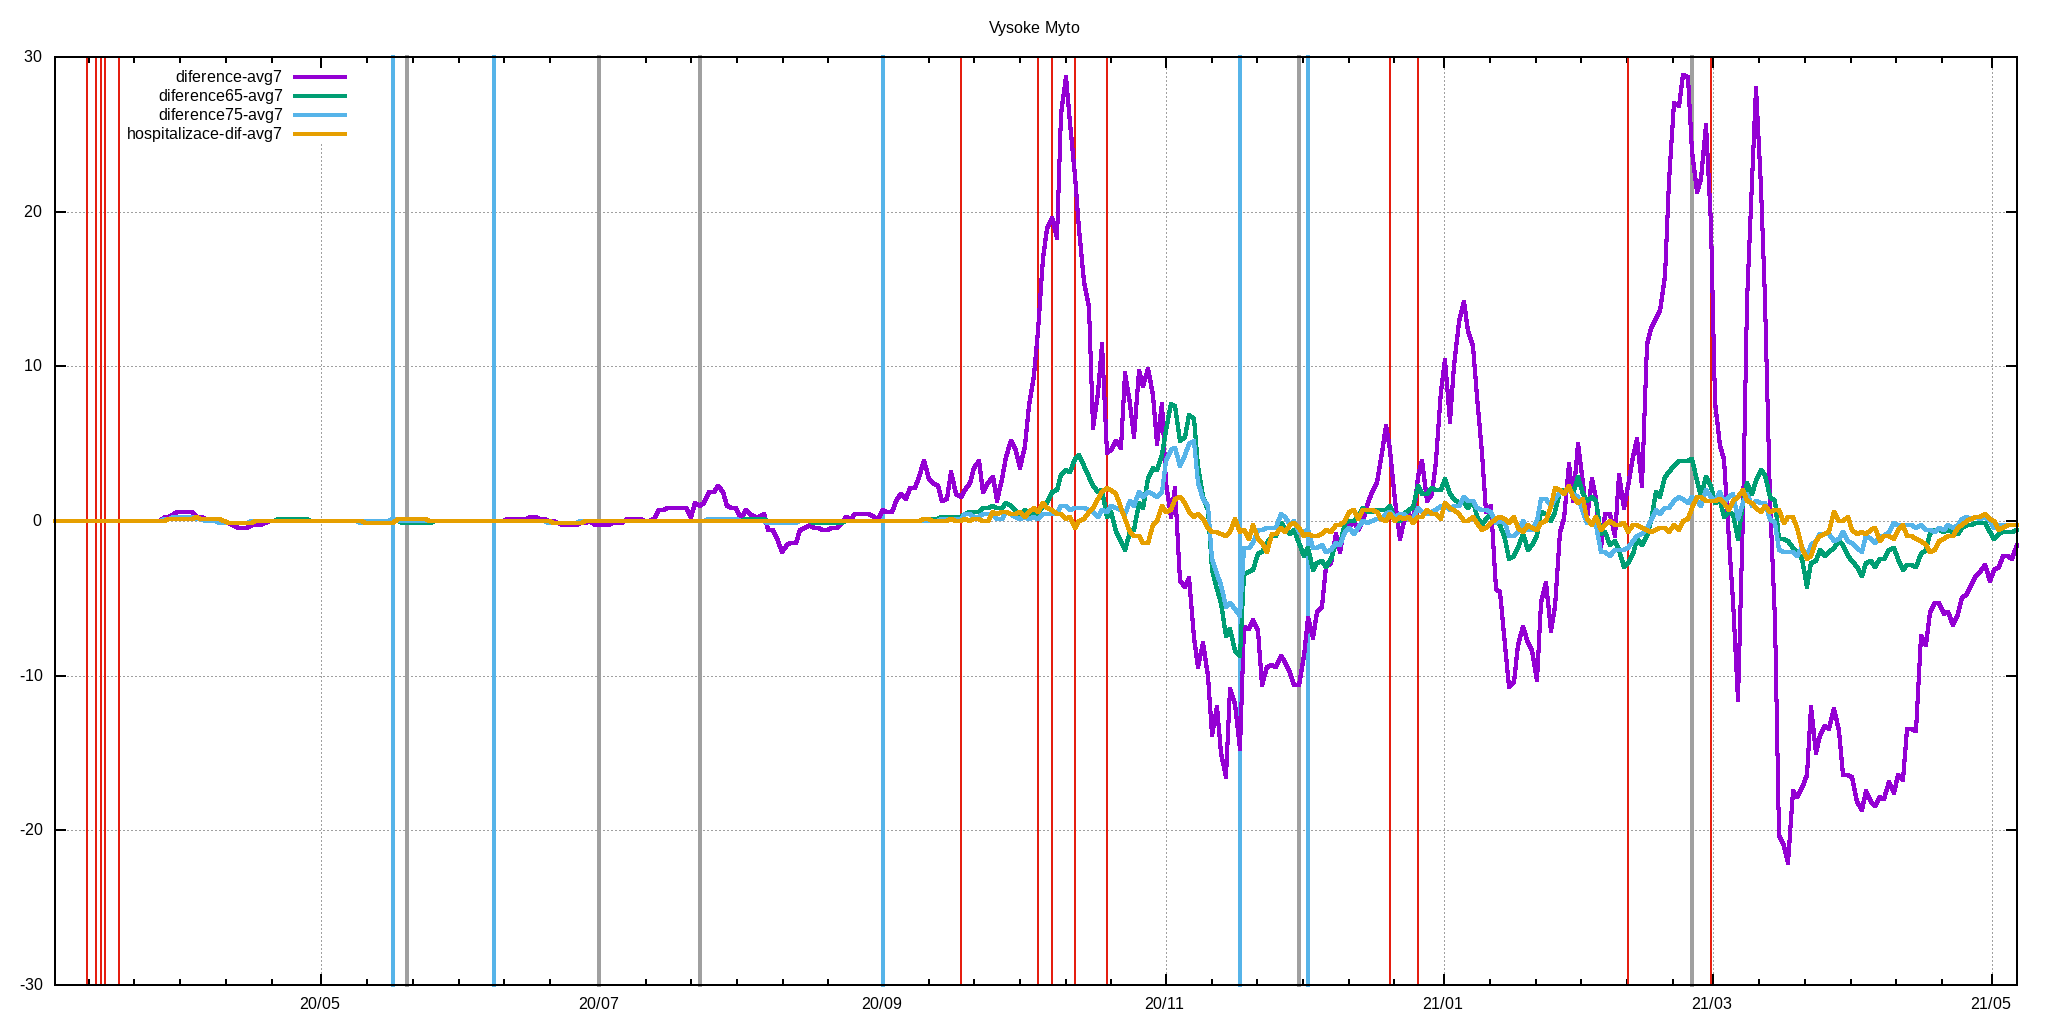 Vysoke Myto
diference-avg7
diference65-avg7
diference75-avg7
hospitalizace-dif-avg7
30
20
10
0
-10
-20
-30
20/05 20/07 20/09 20/11 21/01 21/03 21/05